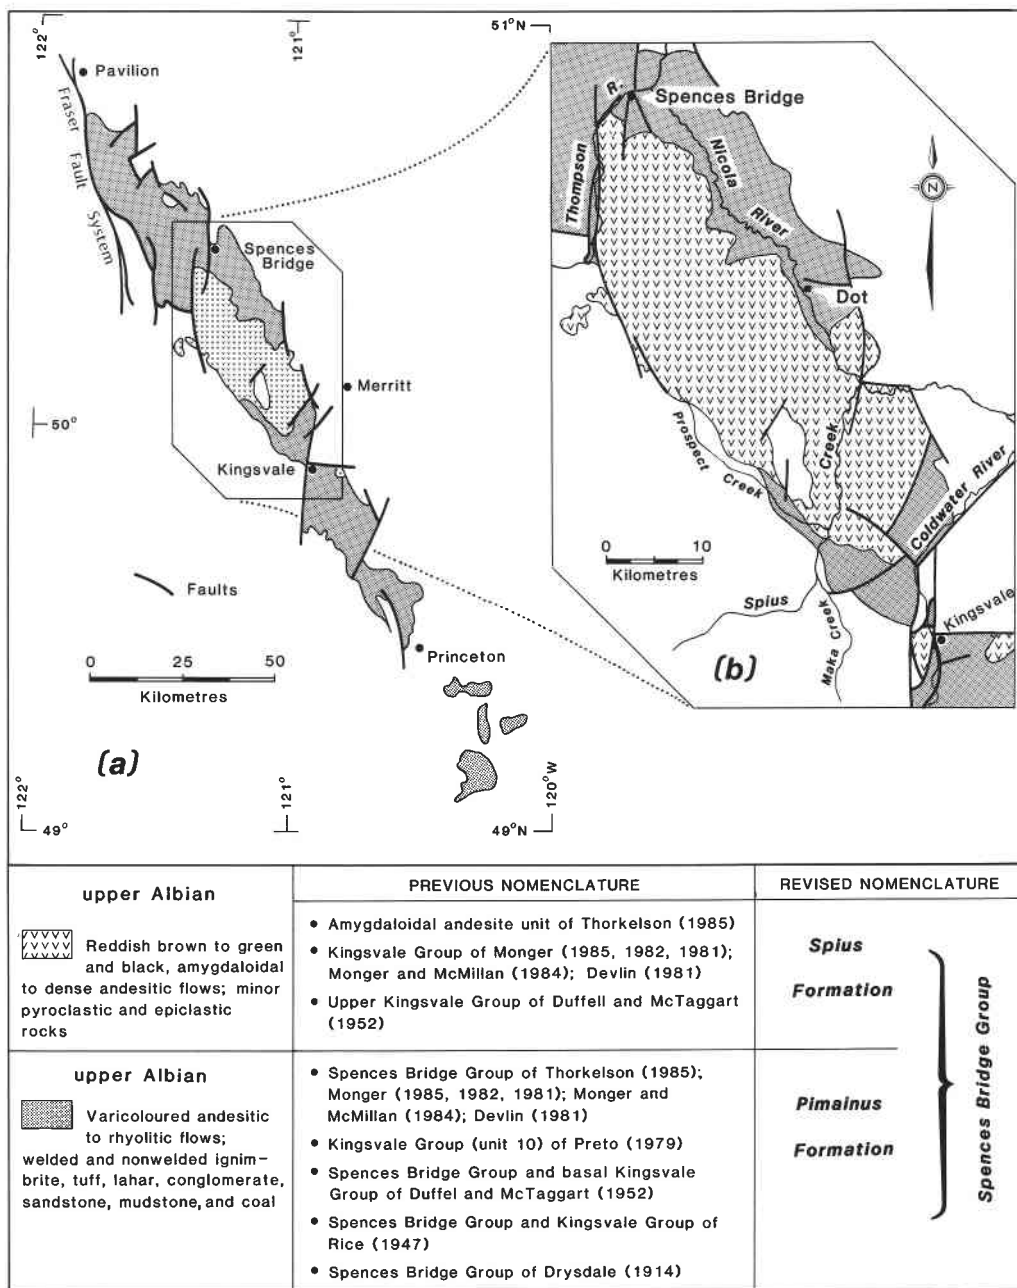 122°
121°
Pavilion
Fraser Fault System
Spences
Bridge
Merritt
50°
Kingsvale
Faults
0 25 50
Kilometres
Princeton
(a)
122°
49°
121°
49°N
120°W
51°N
R.
Spences Bridge
Thompson
Nicola
River
N
Dot
Prospect
Creek
Creek
Coldwater River
0 10
Kilometres
Spius
Maka Creek
Kingsvale
(b)
upper Albian
Reddish brown to green
and black, amygdaloidal
to dense andesitic flows; minor
pyroclastic and epiclastic
rocks
PREVIOUS NOMENCLATURE
• Amygdaloidal andesite unit of Thorkelson (1985)
• Kingsvale Group of Monger (1985, 1982, 1981);
Monger and McMillan (1984); Devlin (1981)
• Upper Kingsvale Group of Duffell and McTaggart
(1952)
REVISED NOMENCLATURE
Spius
Formation
upper Albian
Varicoloured andesitic
to rhyolitic flows;
welded and nonwelded ignim-
brite, tuff, lahar, conglomerate,
sandstone, mudstone, and coal
• Spences Bridge Group of Thorkelson (1985);
Monger (1985, 1982, 1981); Monger and
McMillan (1984); Devlin (1981)
• Kingsvale Group (unit 10) of Preto (1979)
• Spences Bridge Group and basal Kingsvale
Group of Duffel and McTaggart (1952)
• Spences Bridge Group and Kingsvale Group of
Rice (1947)
• Spences Bridge Group of Drysdale (1914)
Pimainus
Formation
Spences Bridge Group